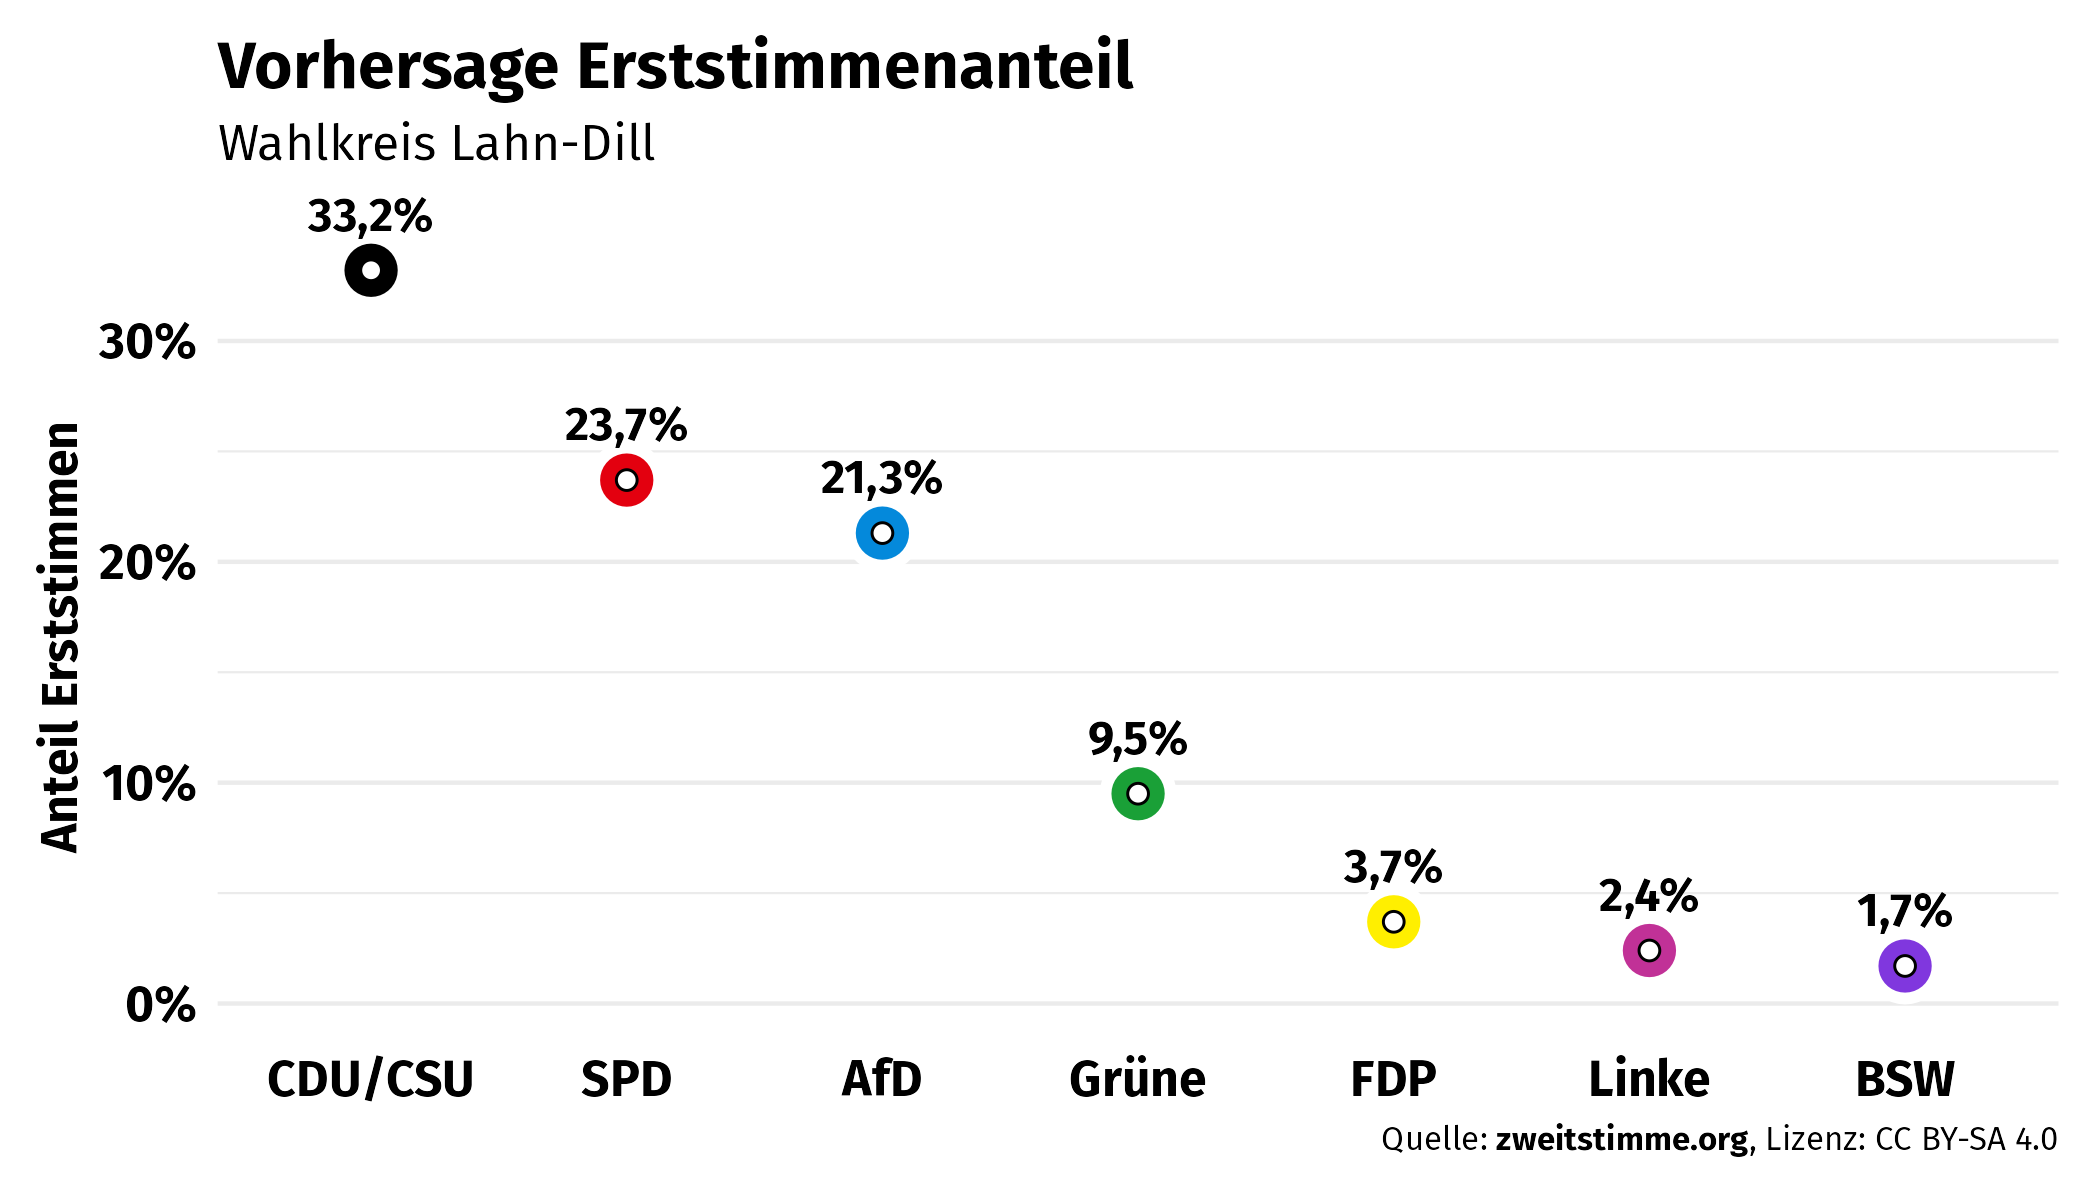 Vorhersage Erststimmenanteil
Wahlkreis Lahn-Dill
33,2%
30%
23,7%
21,3%
20%
Anteil Erststimmen
9,5%
10%
3,7%
2,4%
1,7%
0%
CDU/CSU SPD AfD Grüne FDP Linke BSW
Quelle: zweitstimme.org, Lizenz: CC BY-SA 4.0